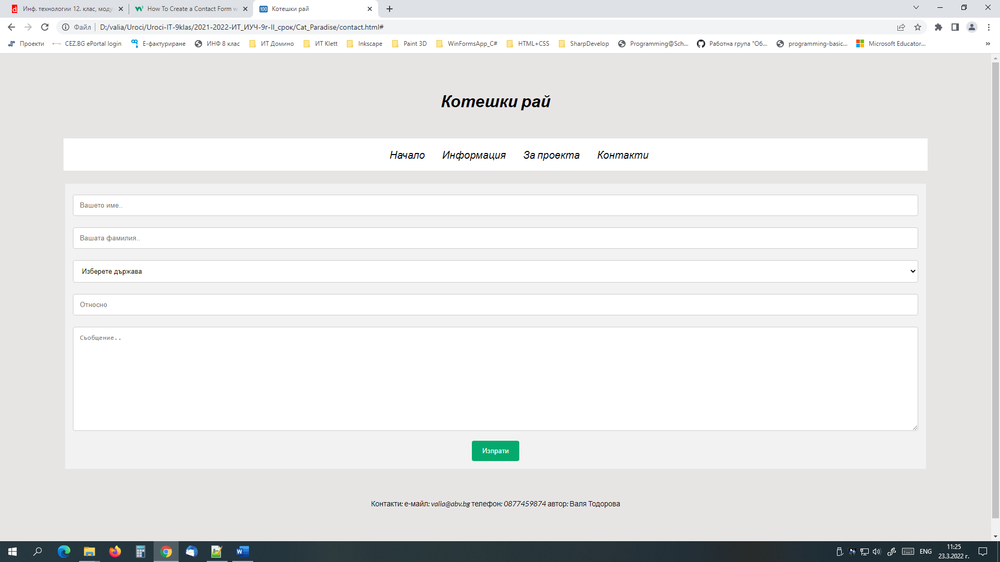 Инф. технологии 12. клас, моду
How To Create a Contact Form w
Котешки рай
Файл
D:/valia/Uroci/Uroci-IT-9klas/2021-2022-ИТ_ИУЧ-9г-II_срок/Cat_Paradise/contact.html#
Проекти
CEZ.BG ePortal login
Е-фактуриране
ИНФ 8 клас
ИТ Домино
ИТ Klett
Inkscape
Paint 3D
WinFormsApp_C#
HTML+CSS
SharpDevelop
Programming@Sch...
Работна група "Об...
programming-basic...
Microsoft Educator...
»
Котешки рай
Начало Информация За проекта Контакти
Вашето име..
Вашата фамилия..
Изберете държава
Относно
Съобщение..
Изпрати
Контакти: е-майл: valia@abv.bg телефон: 0877459874 автор: Валя Тодорова
ENG
11:25
23.3.2022 г.